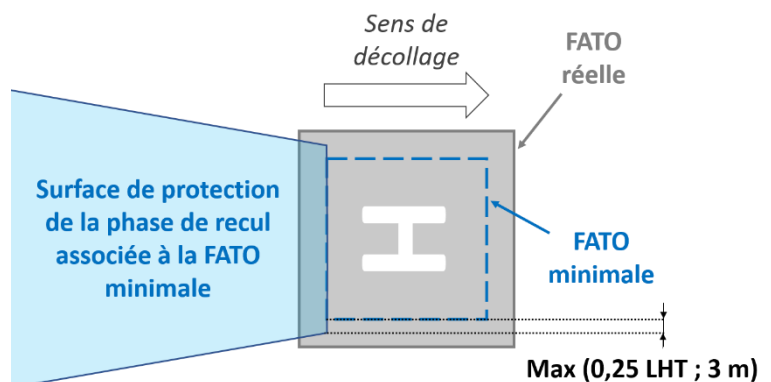 Sens de
décollage
FATO
réelle
Surface de protection
de la phase de recul
associée à la FATO
minimale
H
FATO
minimale
Max (0,25 LHT ; 3 m)